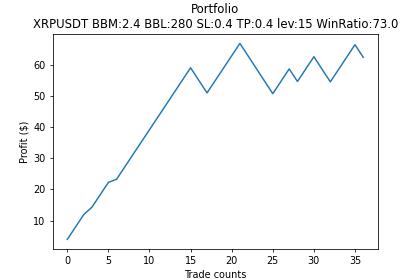 Portfolio
XRPUSDT BBM:2.4 BBL:280 SL:0.4 TP:0.4 lev:15 WinRatio:73.0
60
50
40
30
20
10
Profit ($)
0 5 10 15 20 25 30 35
Trade counts